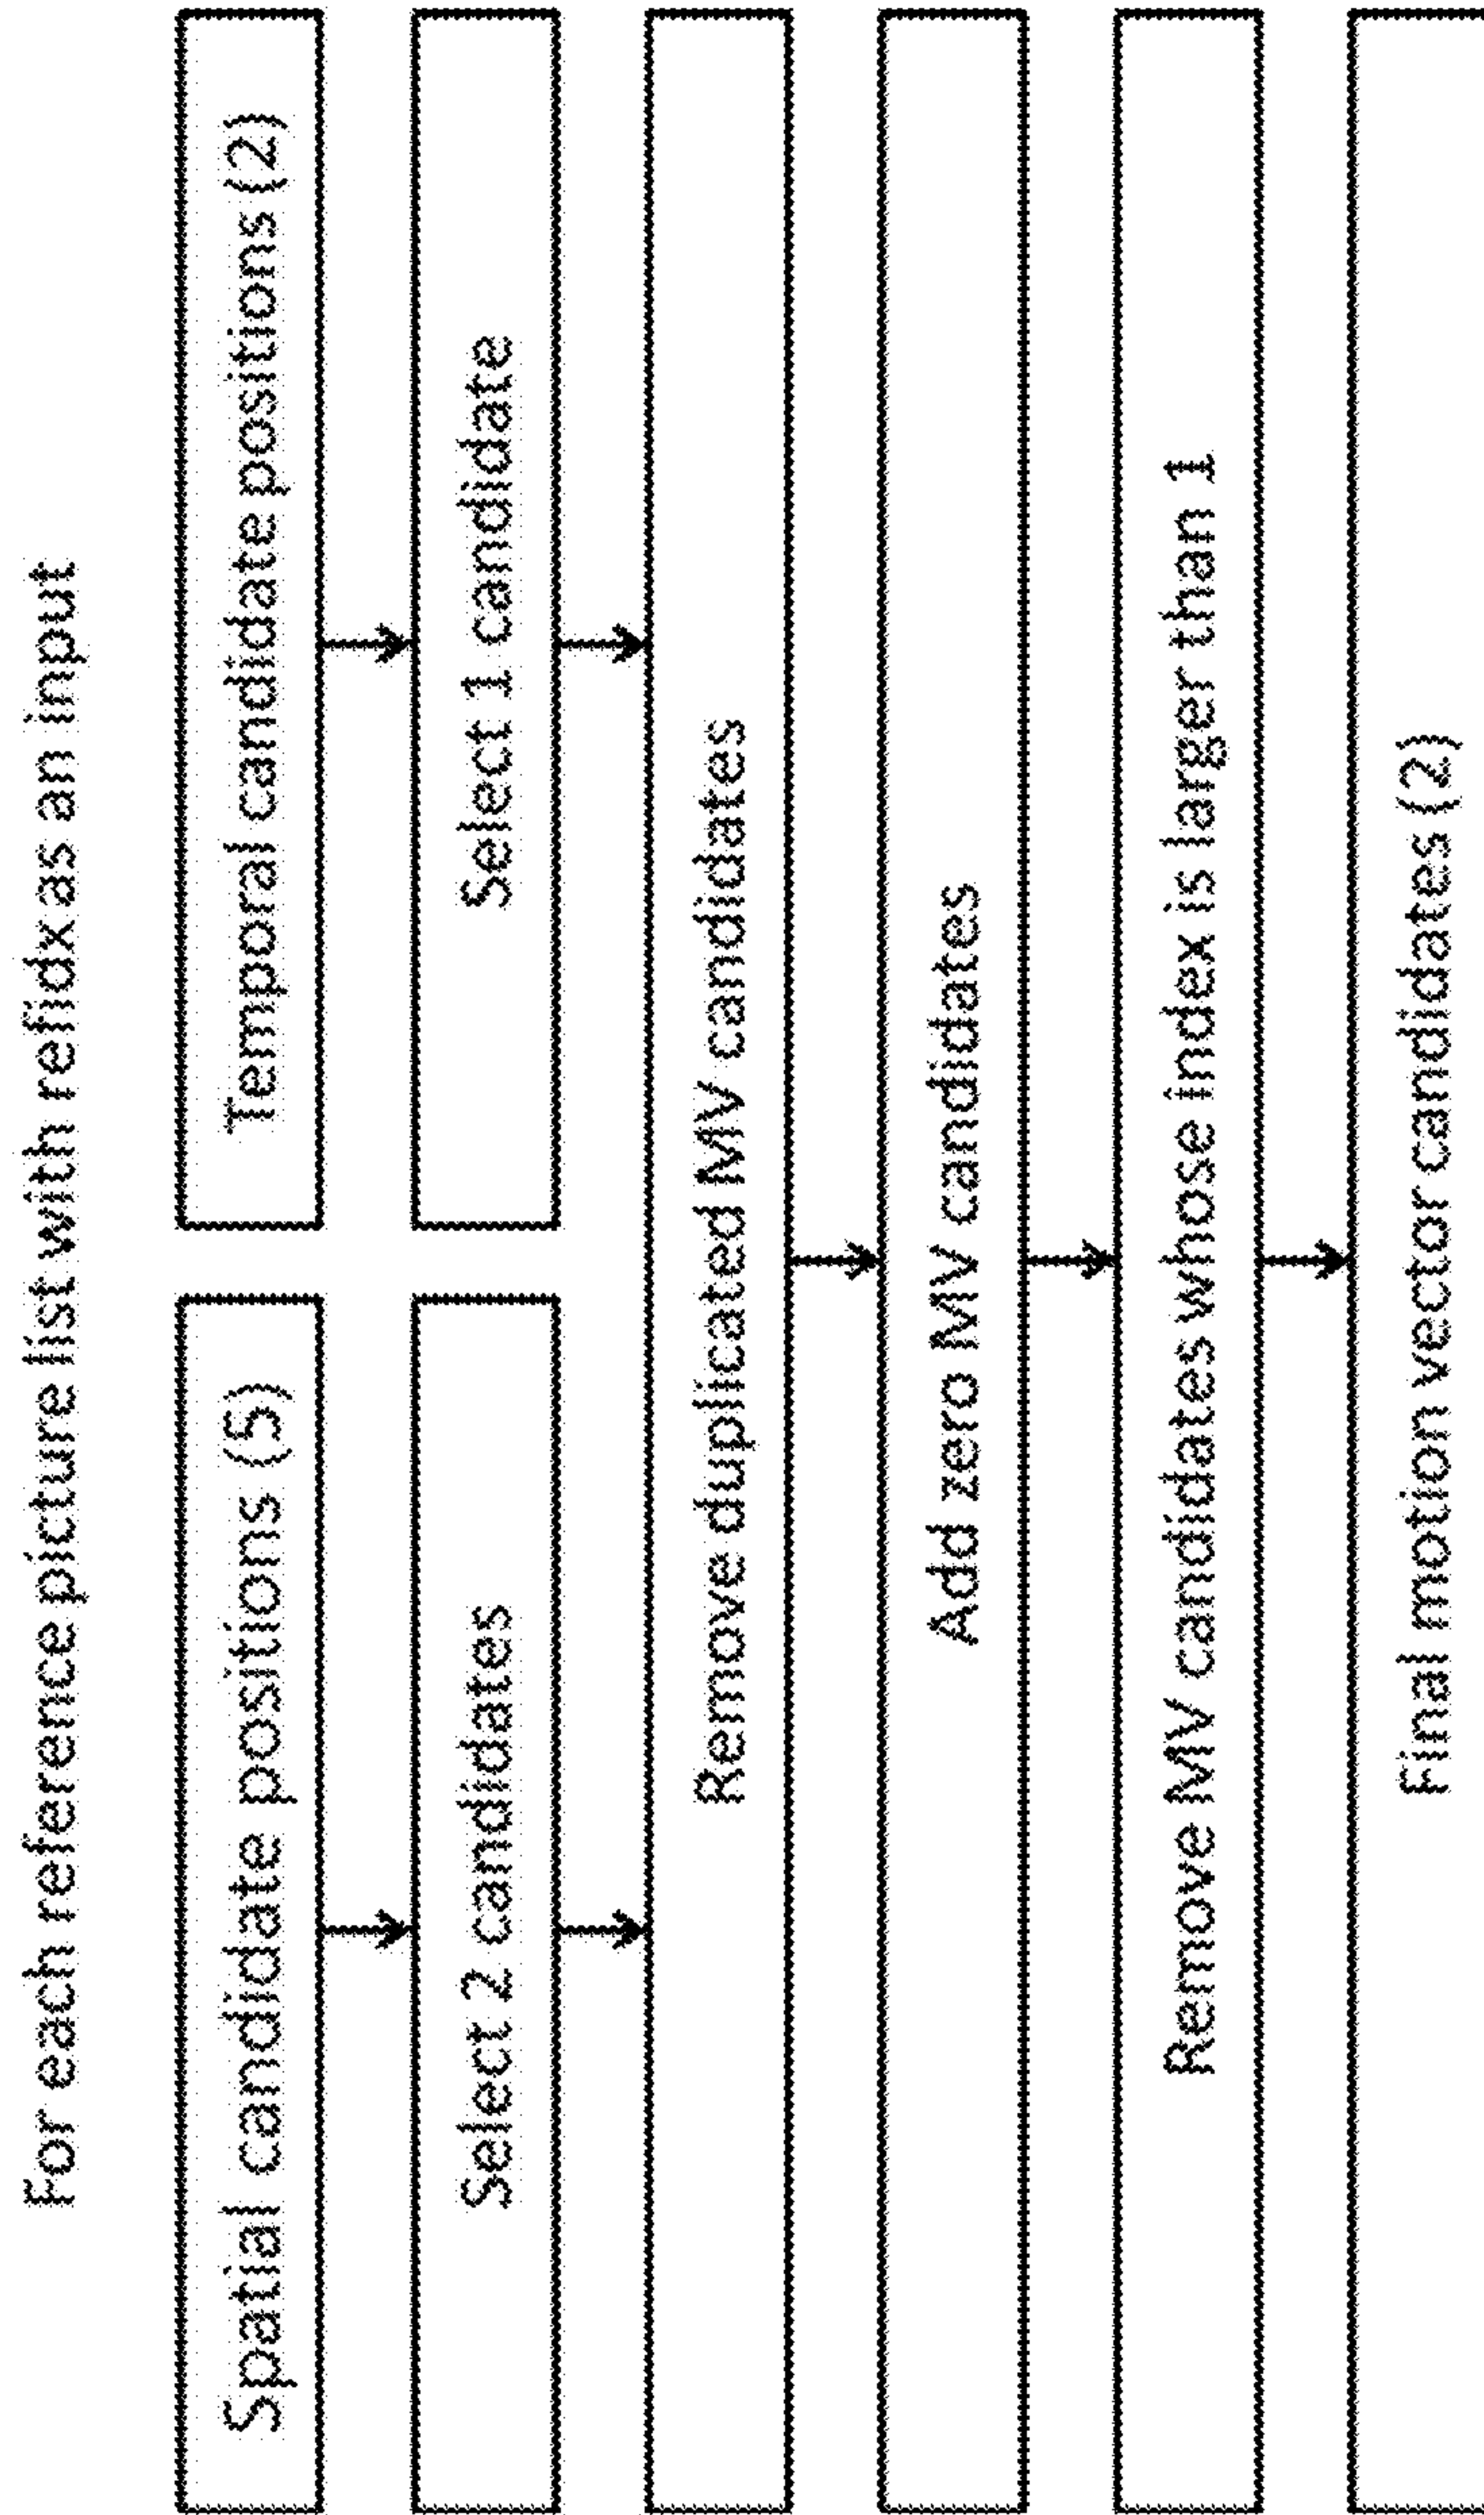 For each reference picture list with refidx as an input
Spatial candidate positions (5)
Temporal candidate positions (2)
Select 2 candidates
Select 1 candidate
Remove duplicated MV candidates
Add zero MV candidates
Remove MV candidates whose index is larger than 1
Final motion vector candidates (2)